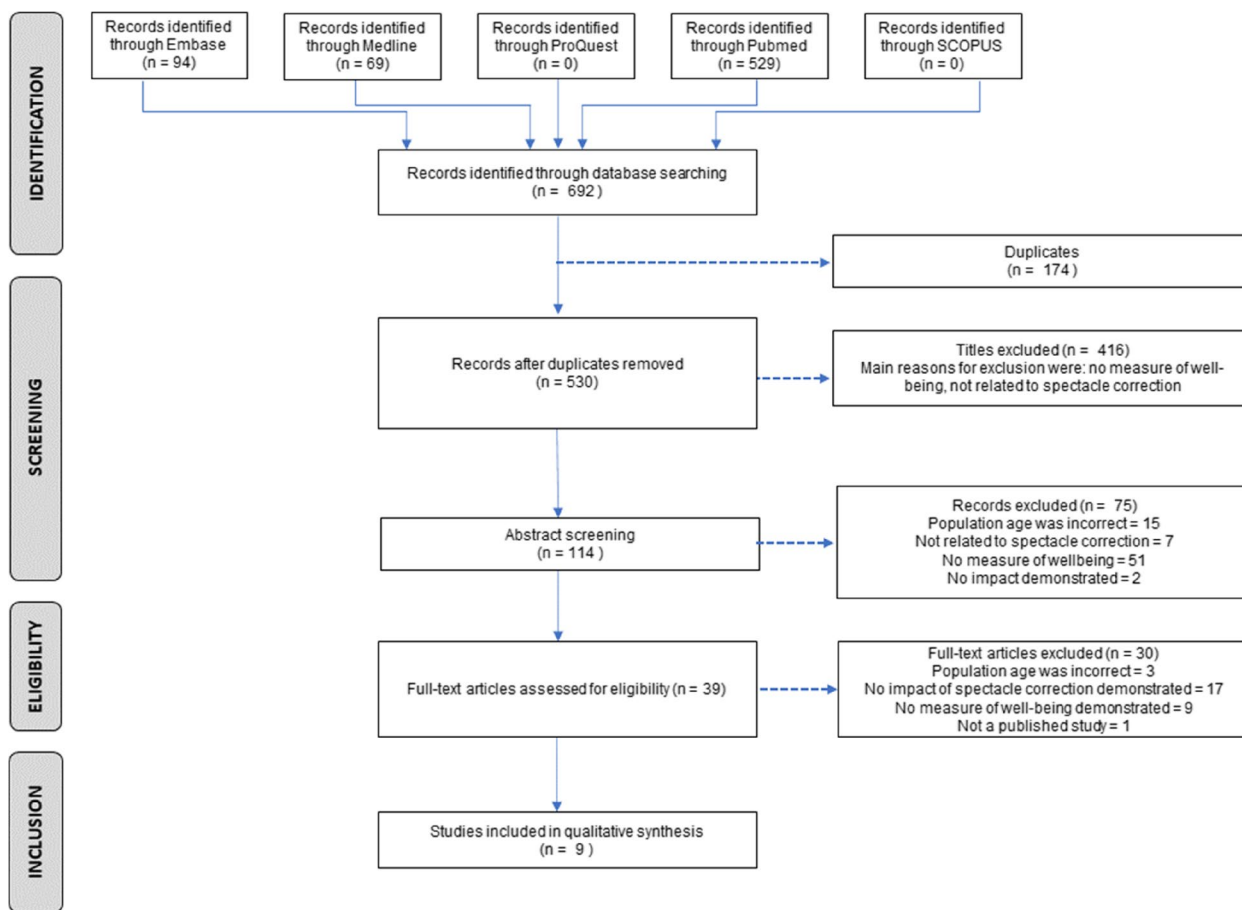 IDENTIFICATION
Records identified
through Embase
(n = 94)
Records identified
through Medline
(n = 69)
Records identified
through ProQuest
(n = 0)
Records identified
through Pubmed
(n = 529)
Records identified
through SCOPUS
(n = 0)
Records identified through database searching
(n = 692 )
Duplicates
(n = 174)
SCREENING
Records after duplicates removed
(n = 530)
Titles excluded (n = 416)
Main reasons for exclusion were: no measure of well-
being, not related to spectacle correction
Abstract screening
(n = 114)
Records excluded (n = 75)
Population age was incorrect = 15
Not related to spectacle correction = 7
No measure of wellbeing = 51
No impact demonstrated = 2
ELIGIBILITY
Full-text articles assessed for eligibility (n = 39)
Full-text articles excluded (n = 30)
Population age was incorrect = 3
No impact of spectacle correction demonstrated = 17
No measure of well-being demonstrated = 9
Not a published study = 1
INCLUSION
Studies included in qualitative synthesis
(n = 9 )